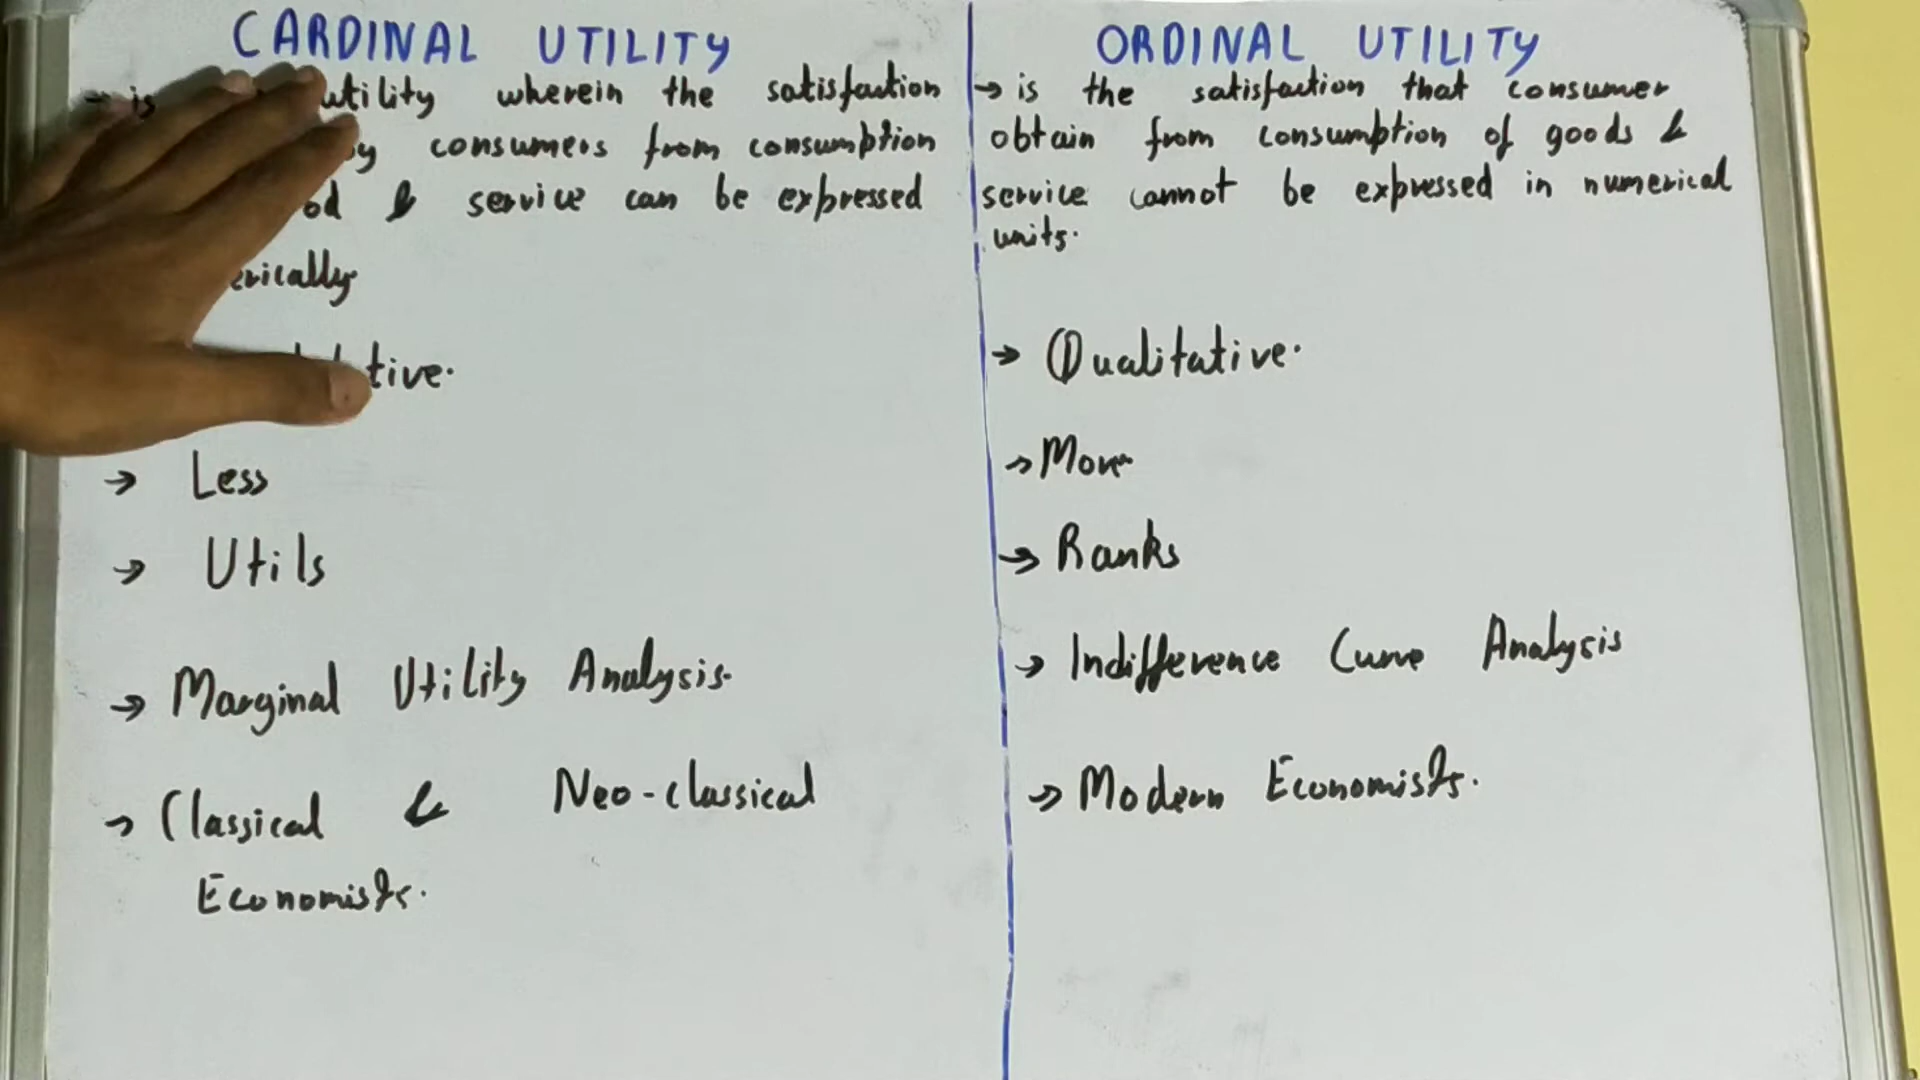 CARDINAL UTILITY
→ is utility wherein the satisfaction
by consumers from consumption
& service can be expressed
→ Less
→ Utils
→ Marginal Utility Analysis.
→ Classical & Neo-classical
Economists.
ORDINAL UTILITY
→ is the satisfaction that consumer
obtain from consumption of goods &
service cannot be expressed in numerical
units.
→ Qualitative.
→ More
→ Ranks
→ Indifference Curve Analysis
→ Modern Economists.